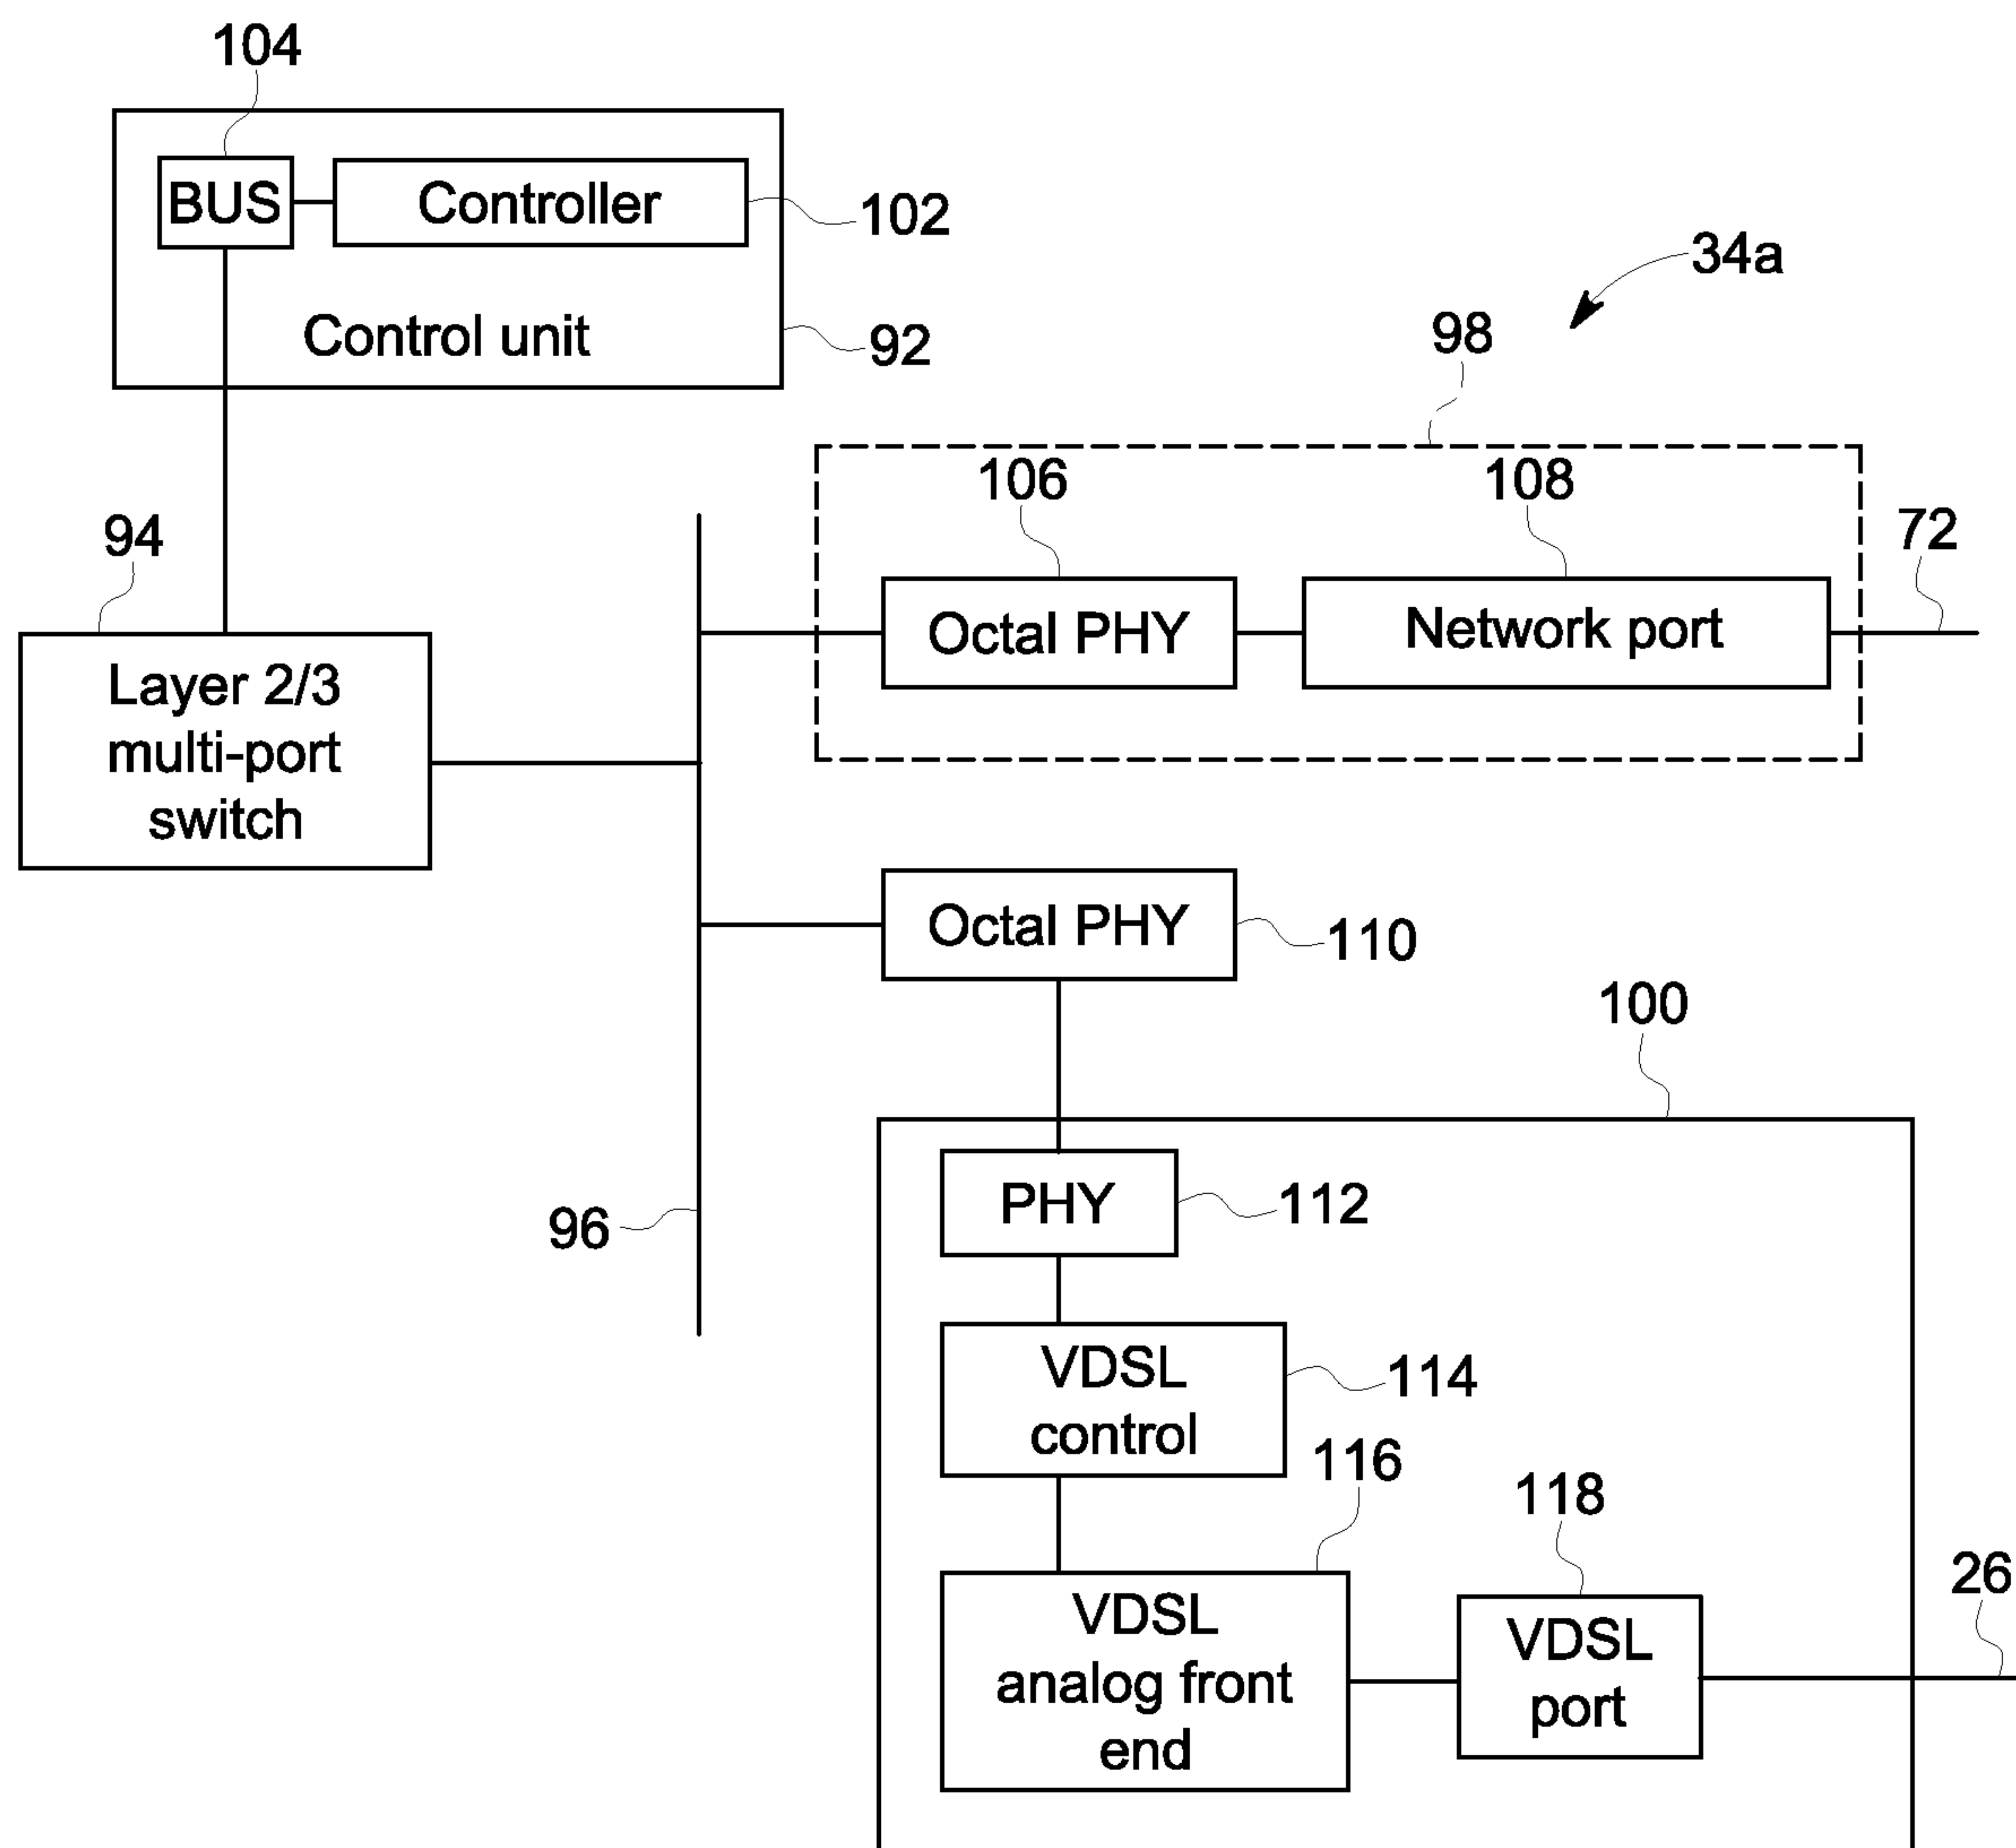 104
BUS
Controller
102
Control unit
92
34a
98
106
108
72
94
Octal PHY
Network port
Layer 2/3
multi-port
switch
Octal PHY
110
100
96
PHY
112
VDSL
control
114
116
118
26
VDSL
analog front
end
VDSL
port